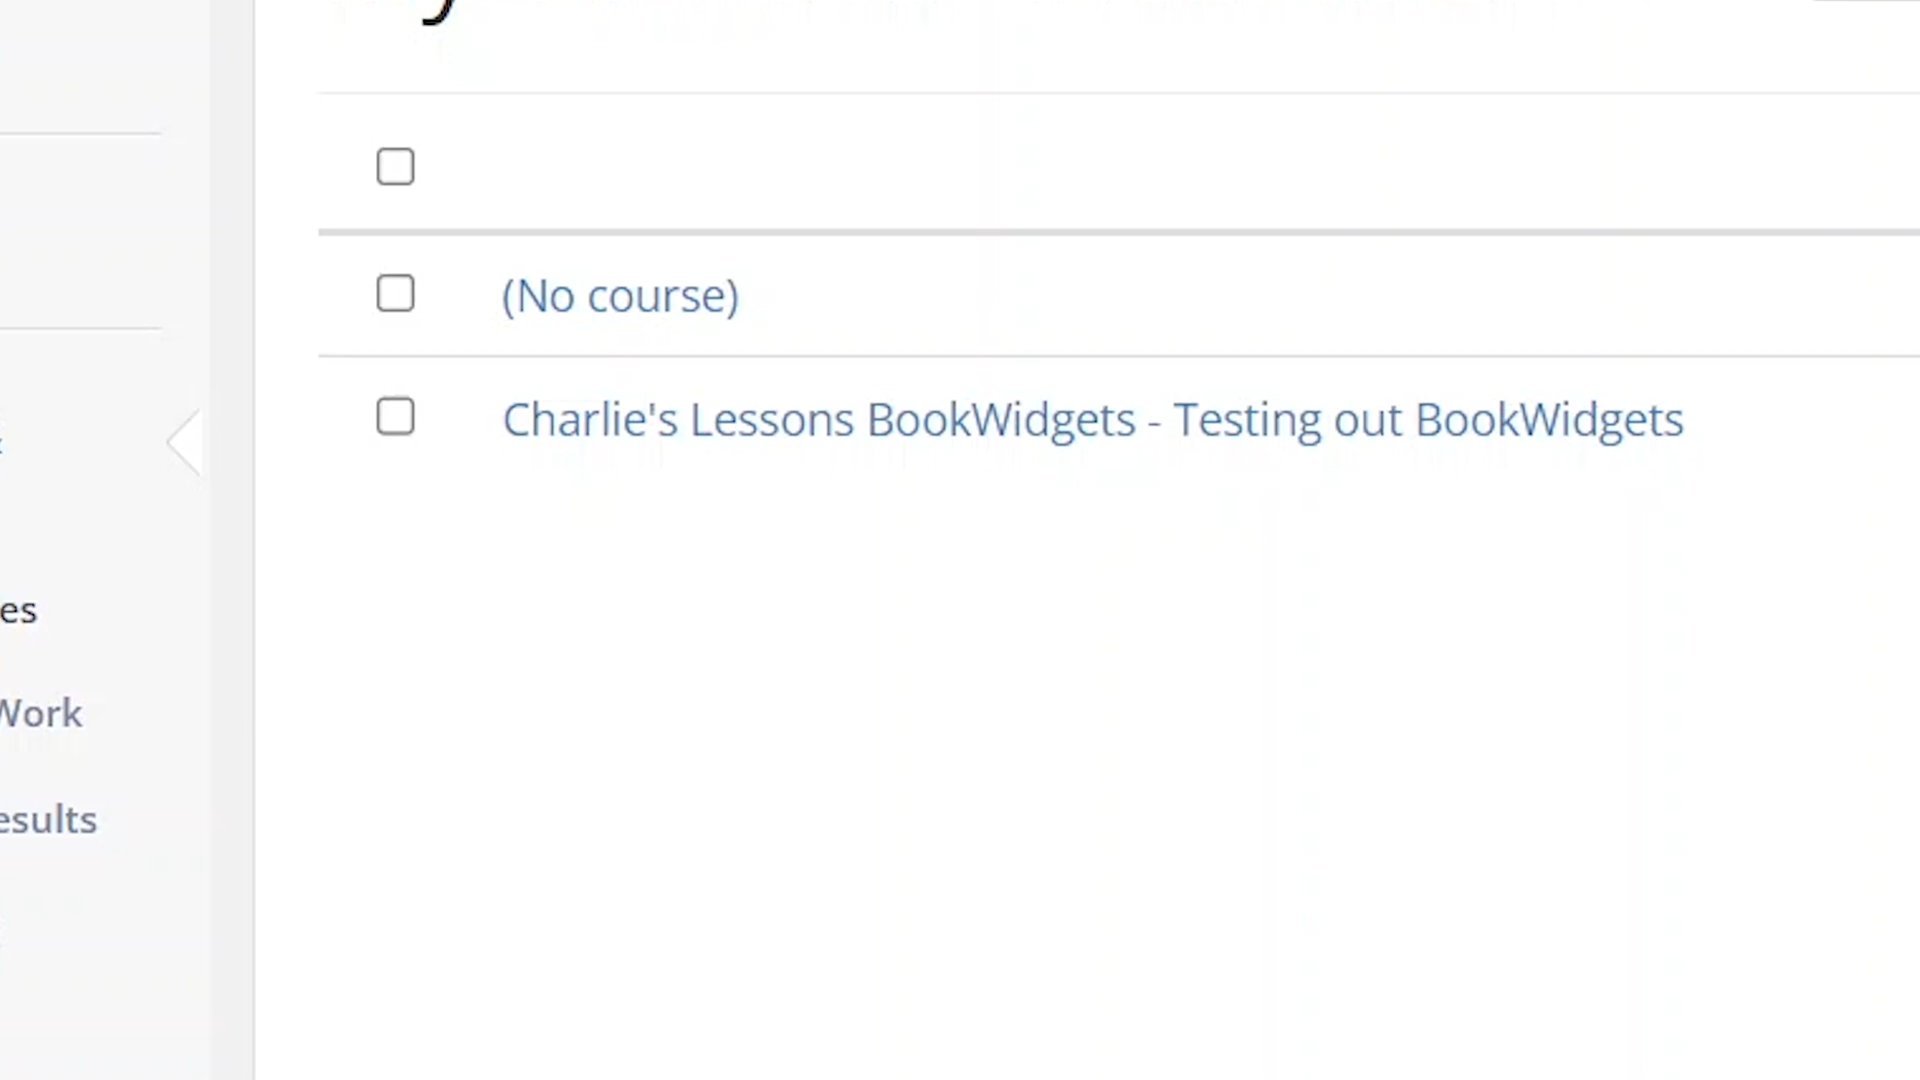 (No course)
Charlie's Lessons BookWidgets - Testing out BookWidgets
es
Work
esults